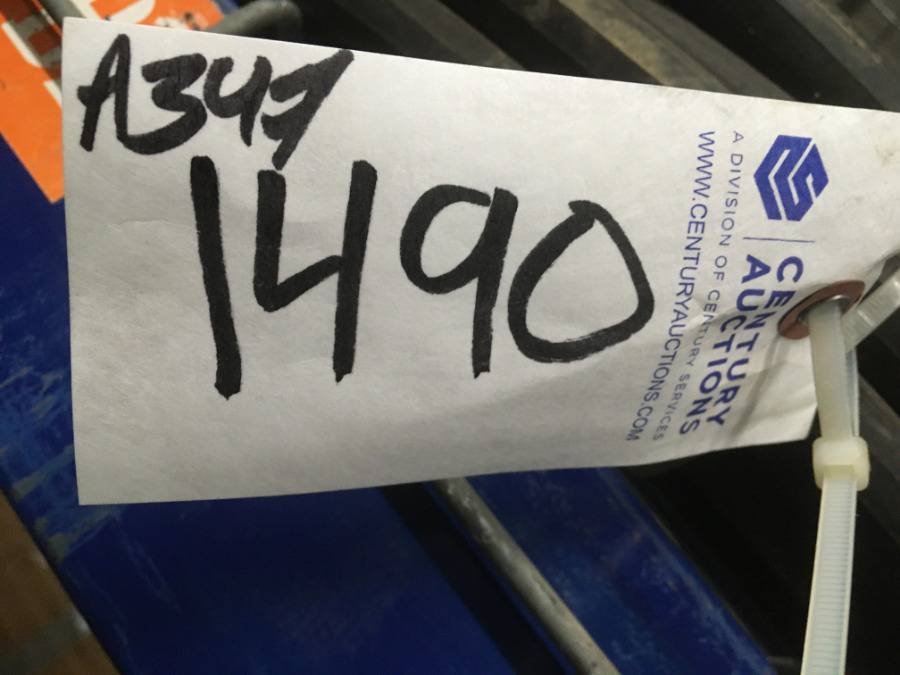 A347
1490
CENTURY
AUCTIONS
A DIVISION OF CENTURY SERVICES
WWW.CENTURYAUCTIONS.COM